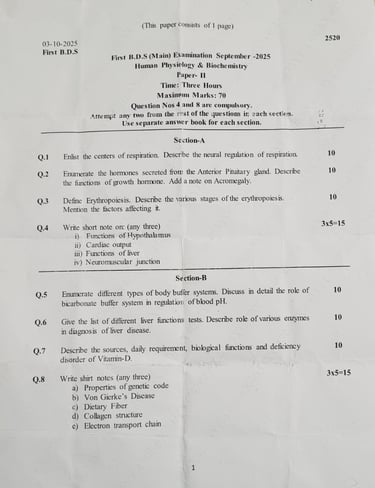 (This paper consists of 1 page)
2520
03-10-2025
First B.D.S
First B.D.S (Main) Examination September -2025
Human Physiology & Biochemistry
Paper- II
Time: Three Hours
Maximum Marks: 70
Question Nos 4 and 8 are compulsory.
Attempt any two from the rest of the questions in each section.
Use separate answer book for each section.
Section-A
Q.1 Enlist the centers of respiration. Describe the neural regulation of respiration. 10
Q.2 Enumerate the hormones secreted from the Anterior Pituitary gland. Describe 10
the functions of growth hormone. Add a note on Acromegaly.
Q.3 Define Erythropoiesis. Describe the various stages of the erythropoiesis. 10
Mention the factors affecting it.
Q.4 Write short note on: (any three) 3x5=15
i) Functions of Hypothalamus
ii) Cardiac output
iii) Functions of liver
iv) Neuromuscular junction
Section-B
Q.5 Enumerate different types of body buffer systems. Discuss in detail the role of 10
bicarbonate buffer system in regulation of blood pH.
Q.6 Give the list of different liver functions tests. Describe role of various enzymes 10
in diagnosis of liver disease.
Q.7 Describe the sources, daily requirement, biological functions and deficiency 10
disorder of Vitamin-D.
Q.8 Write shirt notes (any three) 3x5=15
a) Properties of genetic code
b) Von Gierke's Disease
c) Dietary Fiber
d) Collagen structure
e) Electron transport chain
1